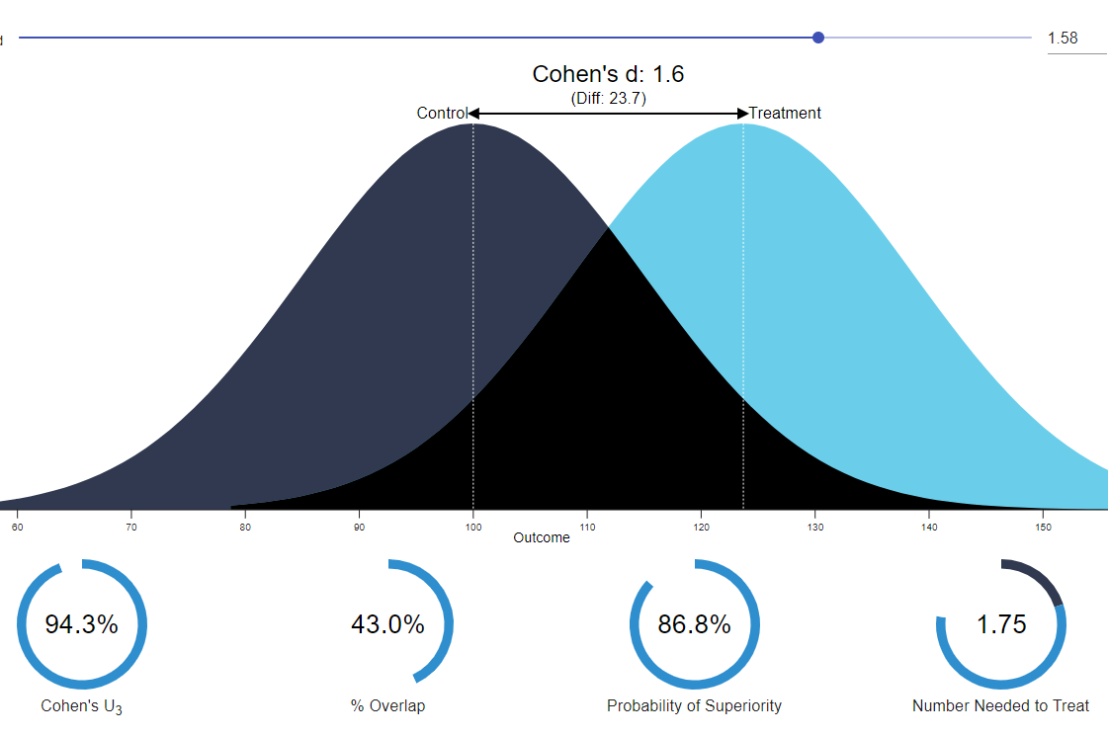 d
1.58
Cohen's d: 1.6
(Diff: 23.7)
Control Treatment
60 70 80 90 100 110 120 130 140 150
Outcome
94.3% 43.0% 86.8% 1.75
Cohen's U3 % Overlap Probability of Superiority Number Needed to Treat